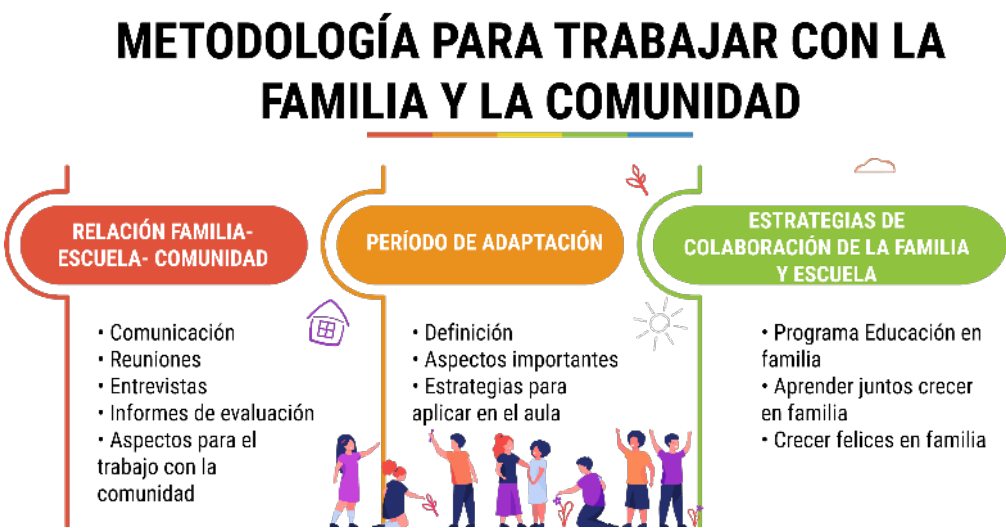 METODOLOGÍA PARA TRABAJAR CON LA
FAMILIA Y LA COMUNIDAD
RELACIÓN FAMILIA-
ESCUELA- COMUNIDAD
• Comunicación
• Reuniones
• Entrevistas
• Informes de evaluación
• Aspectos para el
trabajo con la
comunidad
PERÍODO DE ADAPTACIÓN
• Definición
• Aspectos importantes
• Estrategias para
aplicar en el aula
ESTRATEGIAS DE
COLABORACIÓN DE LA FAMILIA
Y ESCUELA
• Programa Educación en
familia
• Aprender juntos crecer
en familia
• Crecer felices en familia